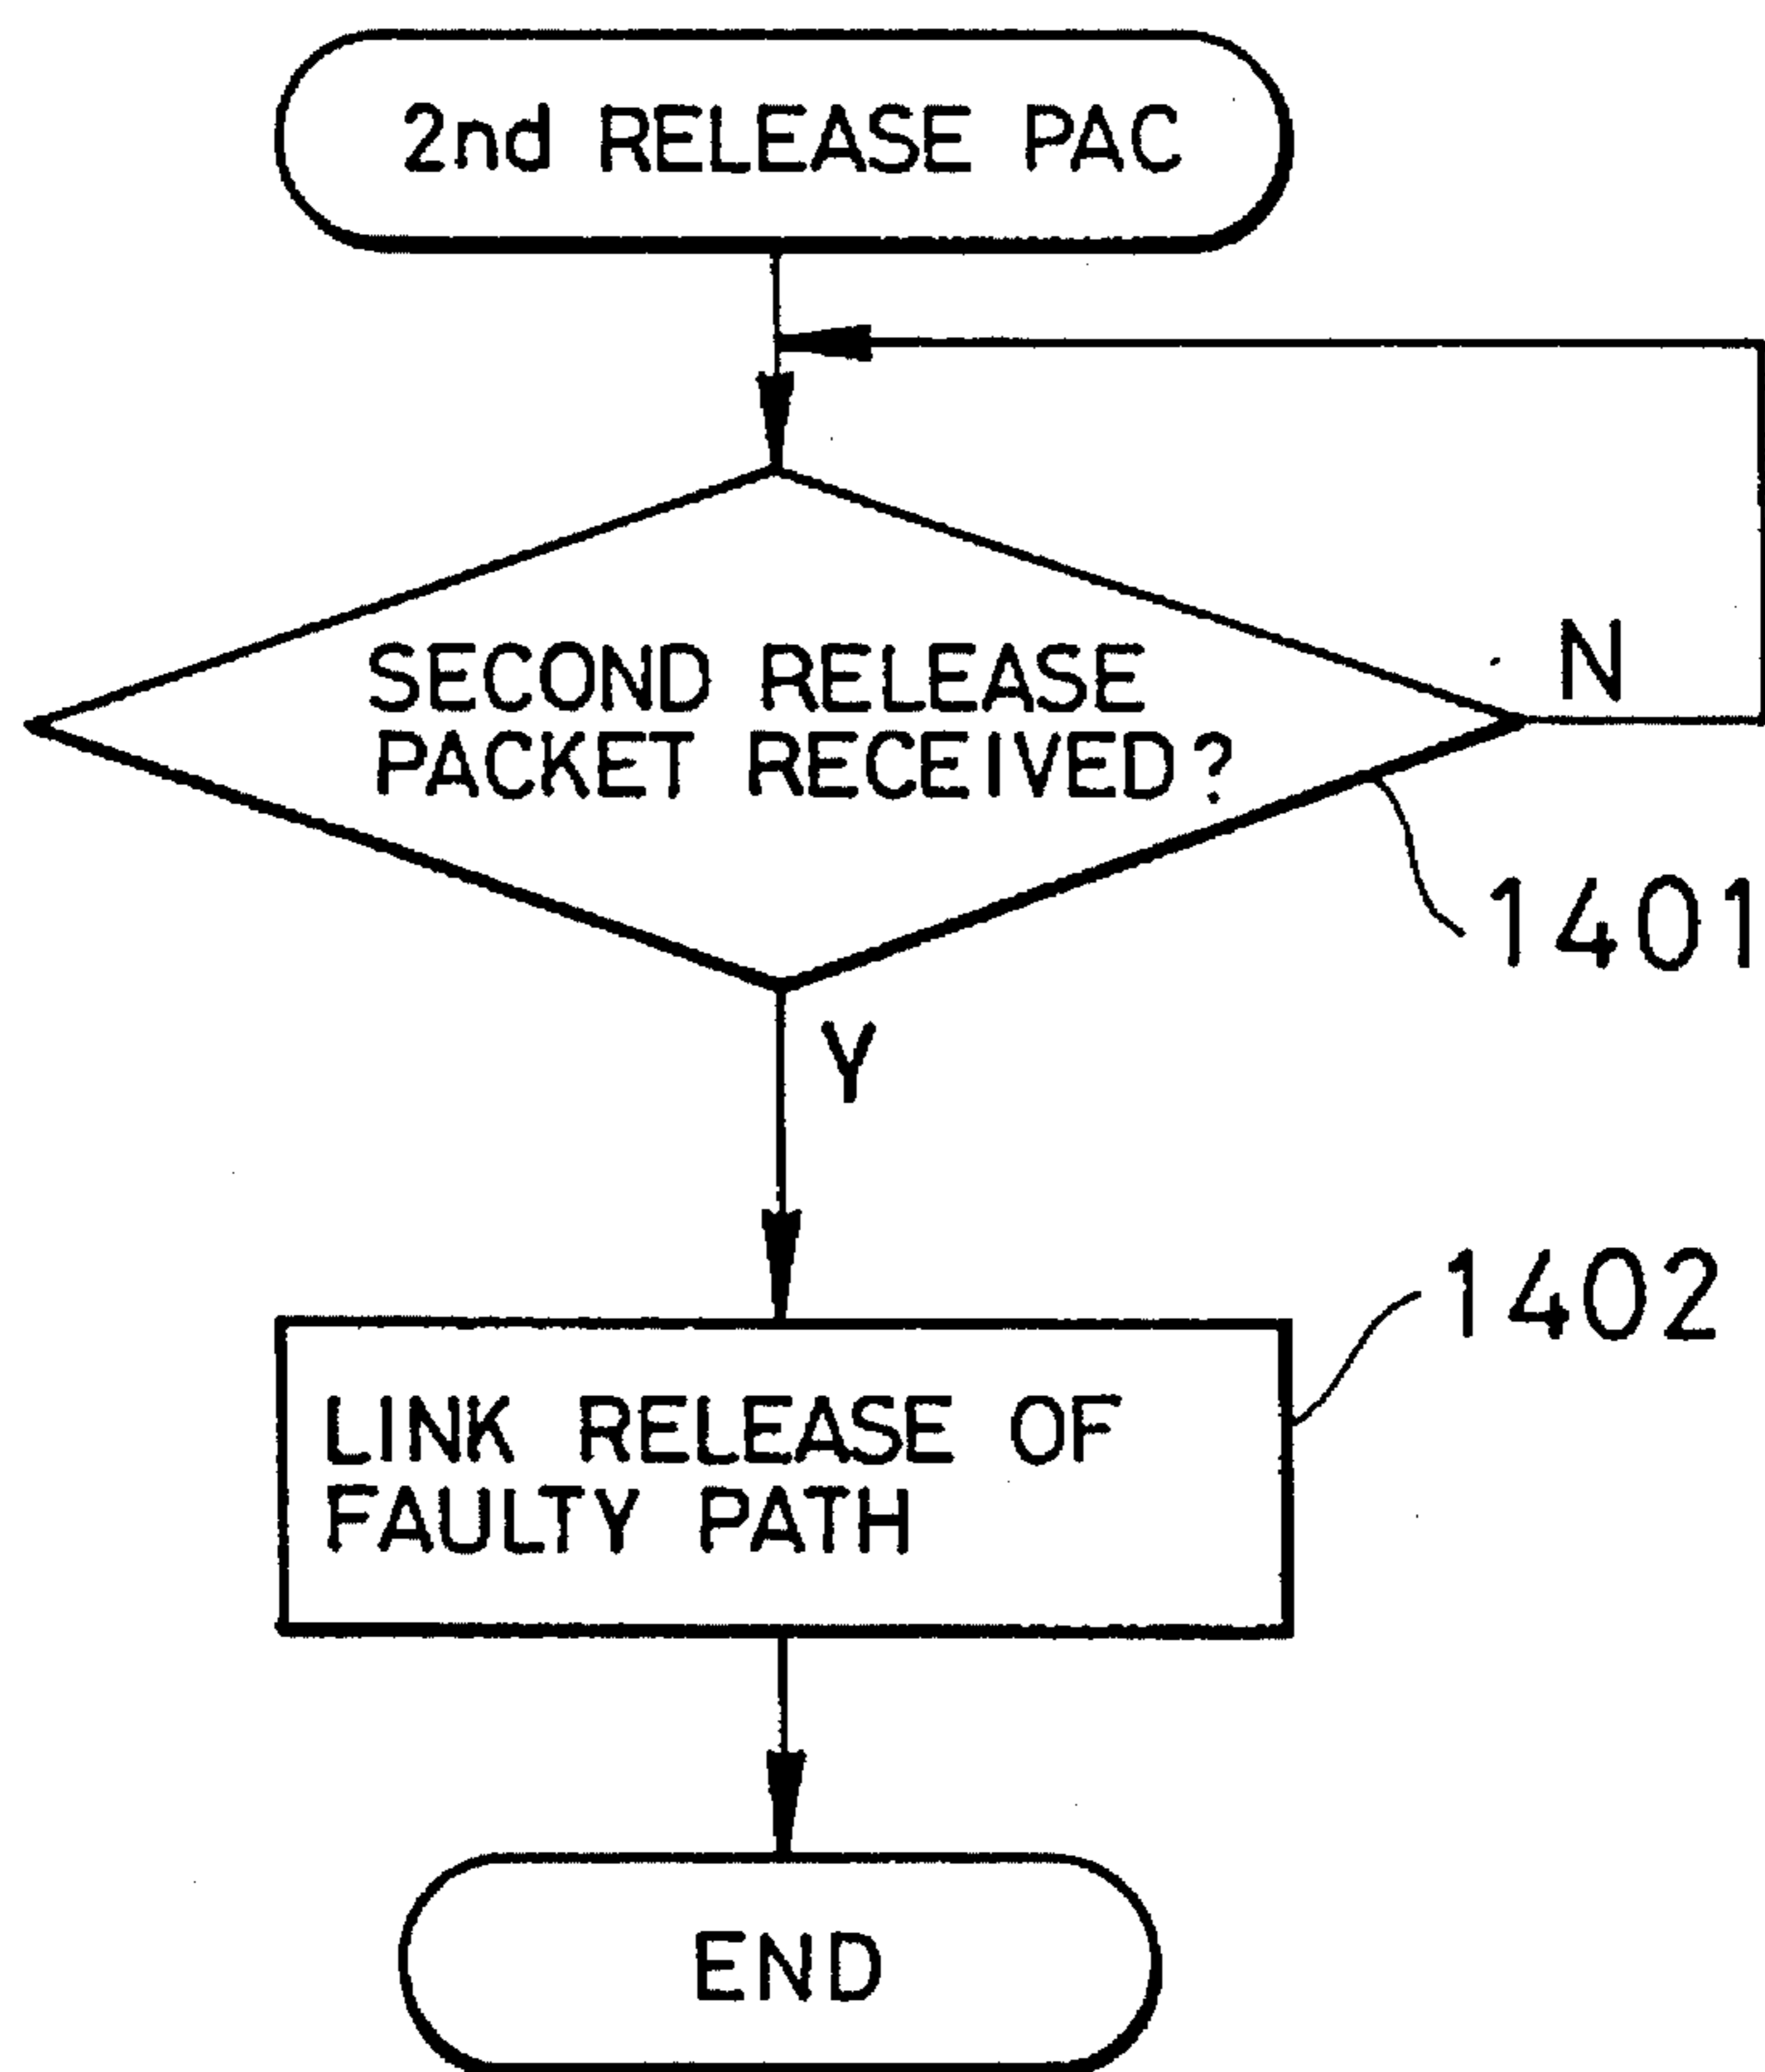 2nd RELEASE PAC
SECOND RELEASE
PACKET RECEIVED?
N
1401
Y
1402
LINK RELEASE OF
FAULTY PATH
END